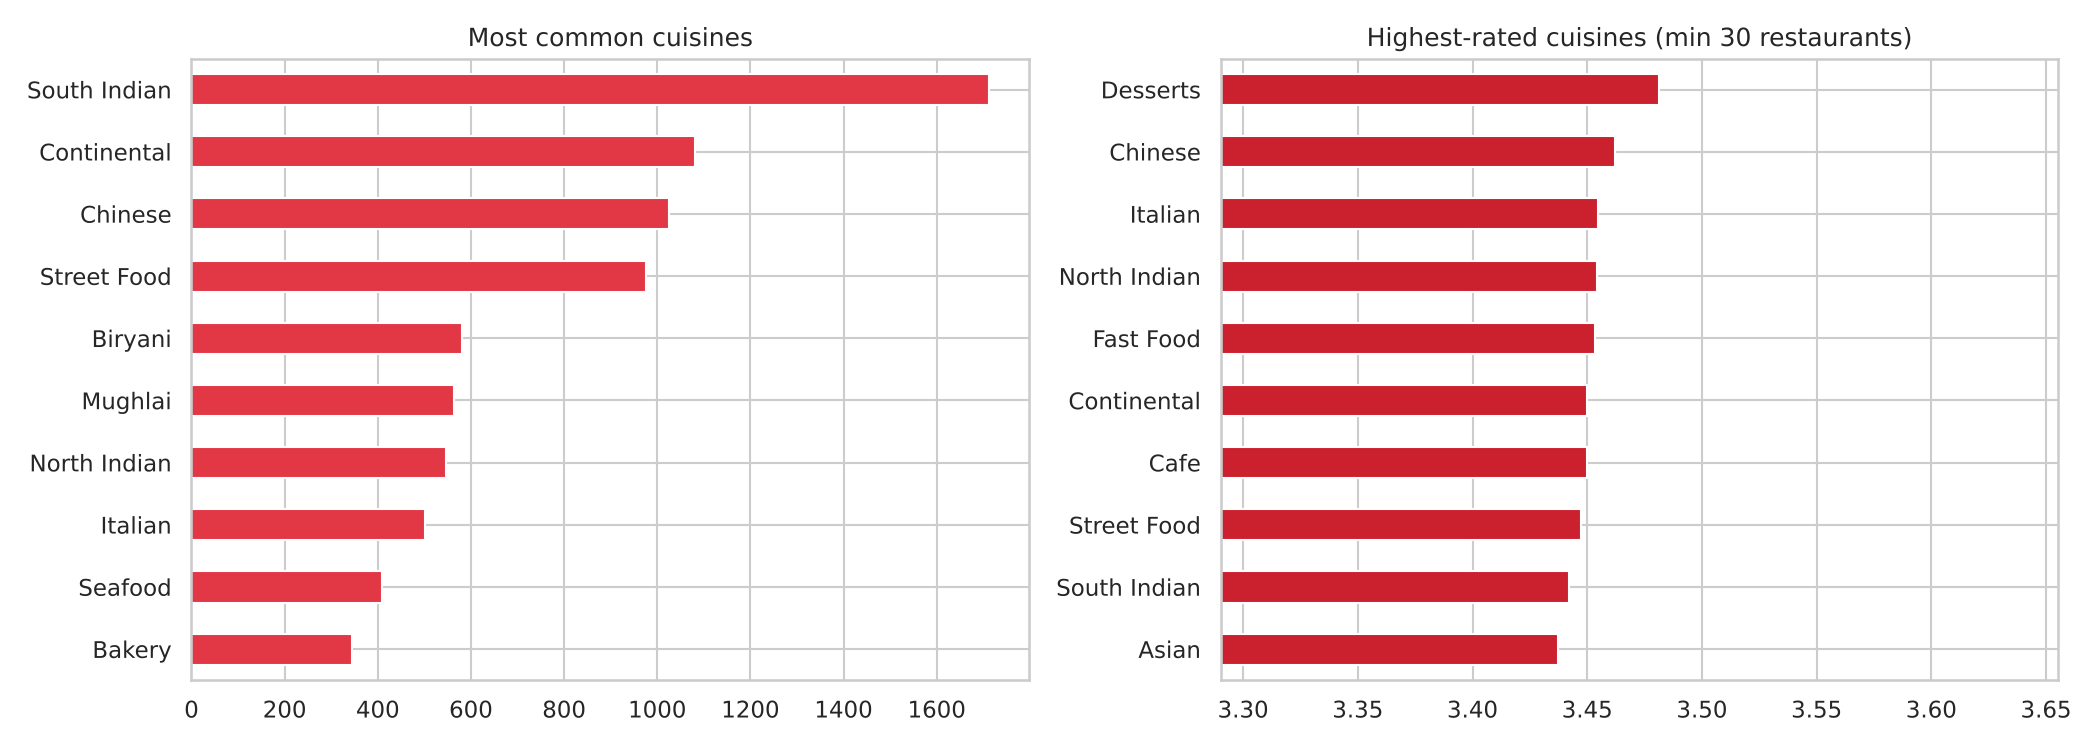 Most common cuisines
South Indian
Continental
Chinese
Street Food
Biryani
Mughlai
North Indian
Italian
Seafood
Bakery
0 200 400 600 800 1000 1200 1400 1600
Highest-rated cuisines (min 30 restaurants)
Desserts
Chinese
Italian
North Indian
Fast Food
Continental
Cafe
Street Food
South Indian
Asian
3.30 3.35 3.40 3.45 3.50 3.55 3.60 3.65